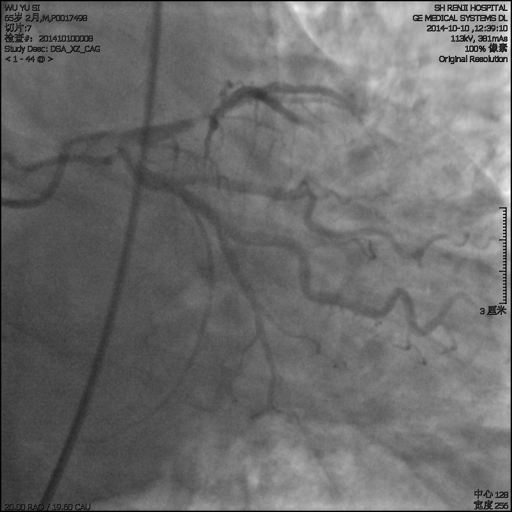 WU YU SI
65岁 2月,M,P0017498
切片:7
检查#: 201410100008
Study Desc: DSA_XZ_CAG
< 1 - 44 @ >
SH RENJI HOSPITAL
GE MEDICAL SYSTEMS DL
2014-10-10 ,12:39:10
113kV, 381mAs
100% 像素
Original Resolution
3 厘米
20.00 RAO / 19.60 CAU
中心 128
宽度 256